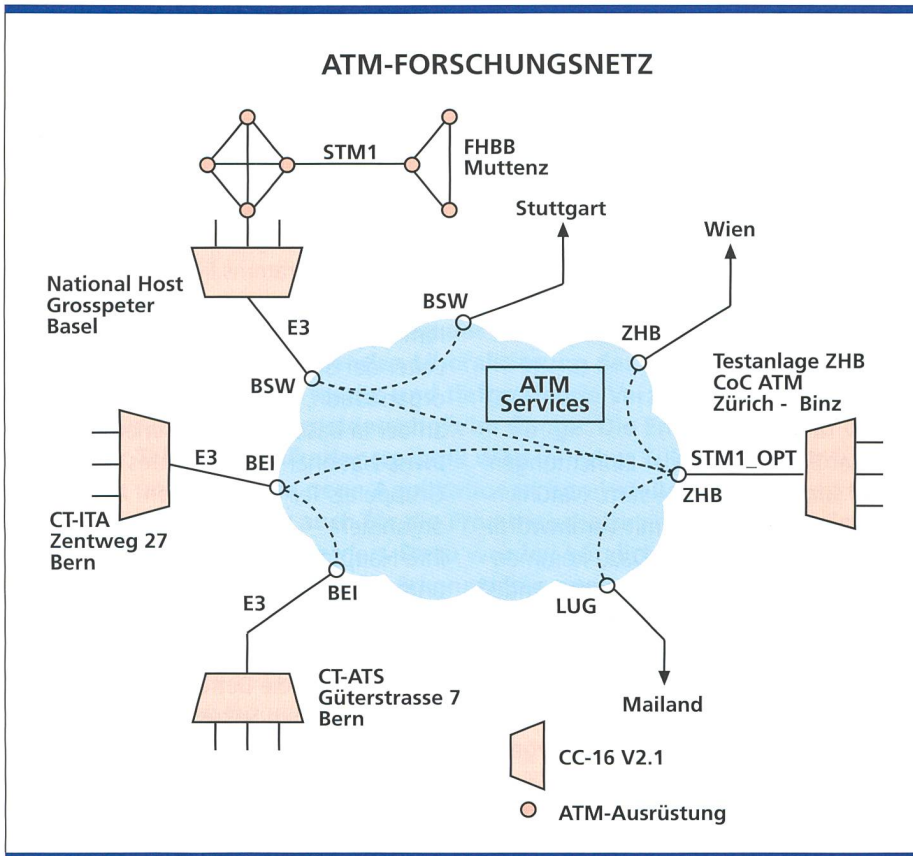 ATM-FORSCHUNGSNETZ
STM1
FHBB
Muttenz
Stuttgart
Wien
National Host
Grosspeter
Basel
E3
BSW
BSW
ZHB
ATM
Services
Testanlage ZHB
CoC ATM
Zürich - Binz
E3
BEI
STM1_OPT
ZHB
CT-ITA
Zentweg 27
Bern
BEI
E3
LUG
CT-ATS
Güterstrasse 7
Bern
Mailand
CC-16 V2.1
ATM-Ausrüstung